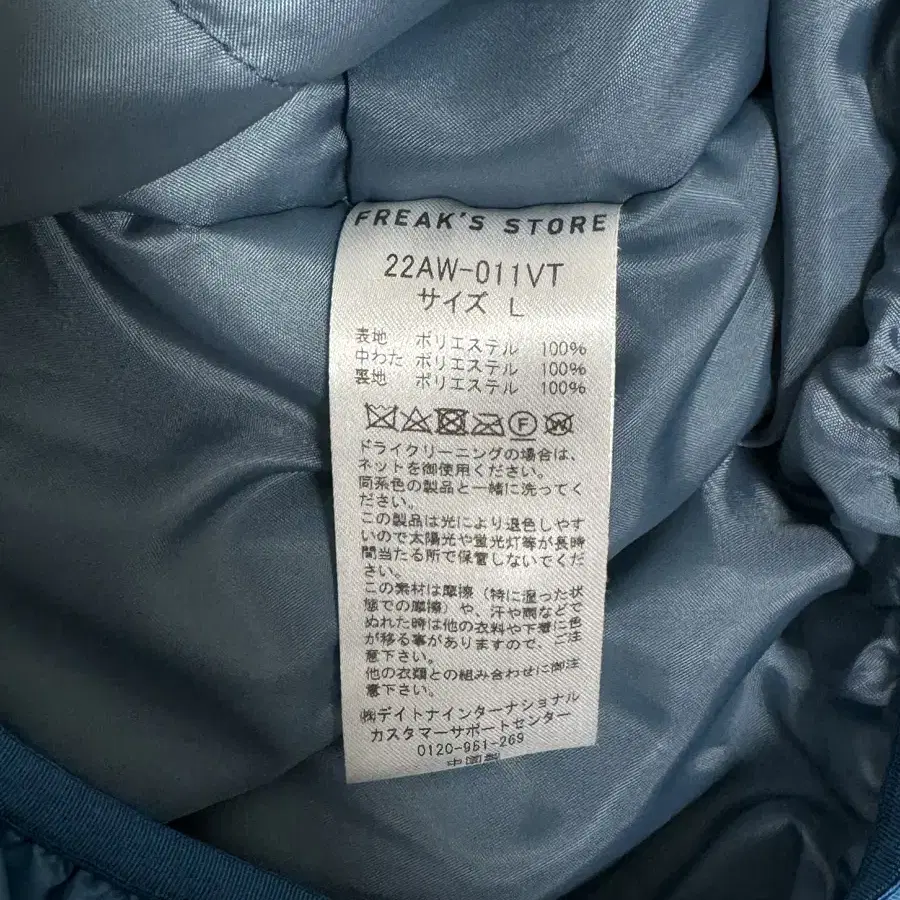 FREAK'S STORE
22AW-011VT
サイズ L
表地 ポリエステル 100%
中わた ポリエステル 100%
裏地 ポリエステル 100%
F W
ドライクリーニングの場合は、
ネットを御使用ください。
同系色の製品と一緒に洗ってく
ださい。
この製品は光により退色しやす
いので太陽光や蛍光灯等が長時
間当たる所で保管しないでくだ
さい。
この素材は摩擦（特に湿った状
態での摩擦）や、汗や雨などで
ぬれた時は他の衣料や下着に色
が移る事がありますので、ご注
意下さい。
他の衣類との組み合わせに御注
意下さい。
㈱デイトナインターナショナル
カスタマーサポートセンター
0120-961-269
中国製